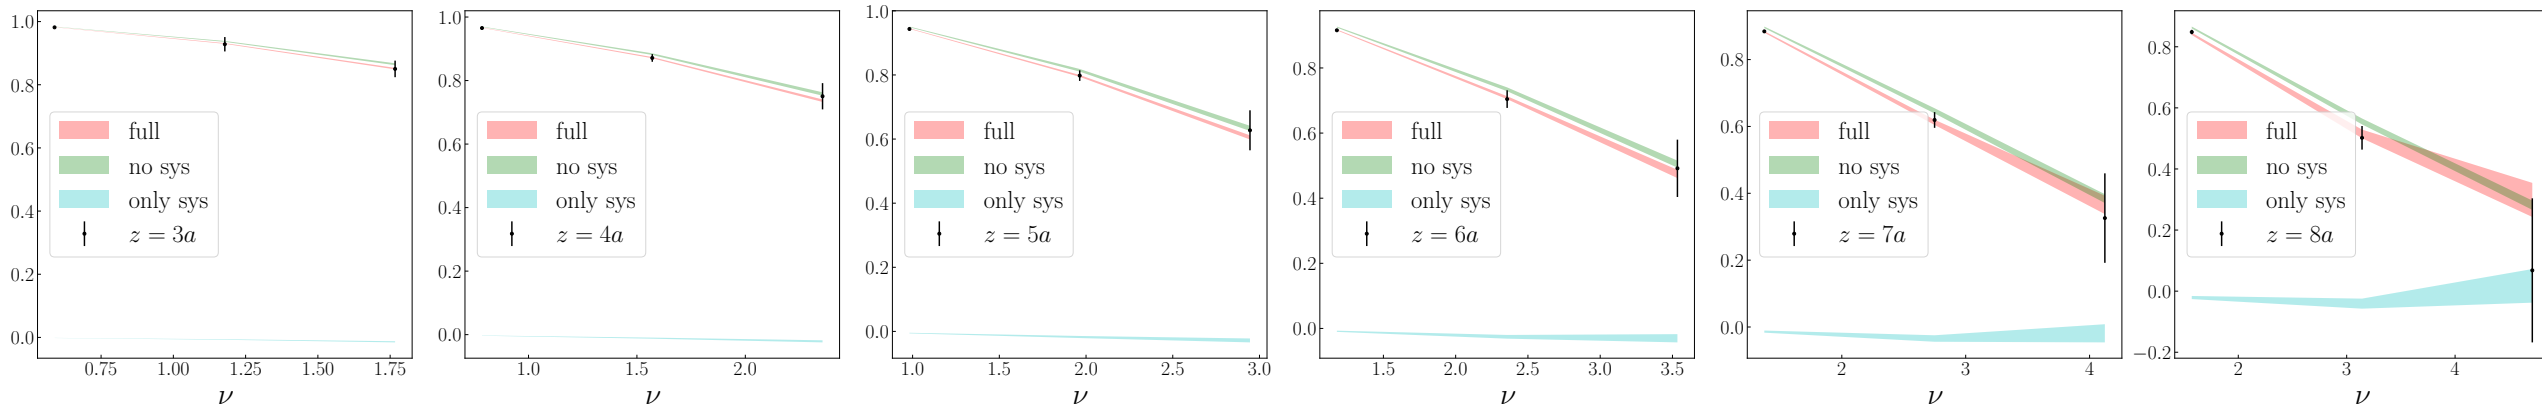 1.0
0.8
0.6
0.4
0.2
0.0
full
no sys
only sys
z = 3a
0.75 1.00 1.25 1.50 1.75
ν
1.0
0.8
0.6
0.4
0.2
0.0
full
no sys
only sys
z = 4a
1.0 1.5 2.0
ν
1.0
0.8
0.6
0.4
0.2
0.0
full
no sys
only sys
z = 5a
1.0 1.5 2.0 2.5 3.0
ν
0.8
0.6
0.4
0.2
0.0
full
no sys
only sys
z = 6a
1.5 2.0 2.5 3.0 3.5
ν
0.8
0.6
0.4
0.2
0.0
full
no sys
only sys
z = 7a
2 3 4
ν
0.8
0.6
0.4
0.2
0.0
−0.2
full
no sys
only sys
z = 8a
2 3 4
ν